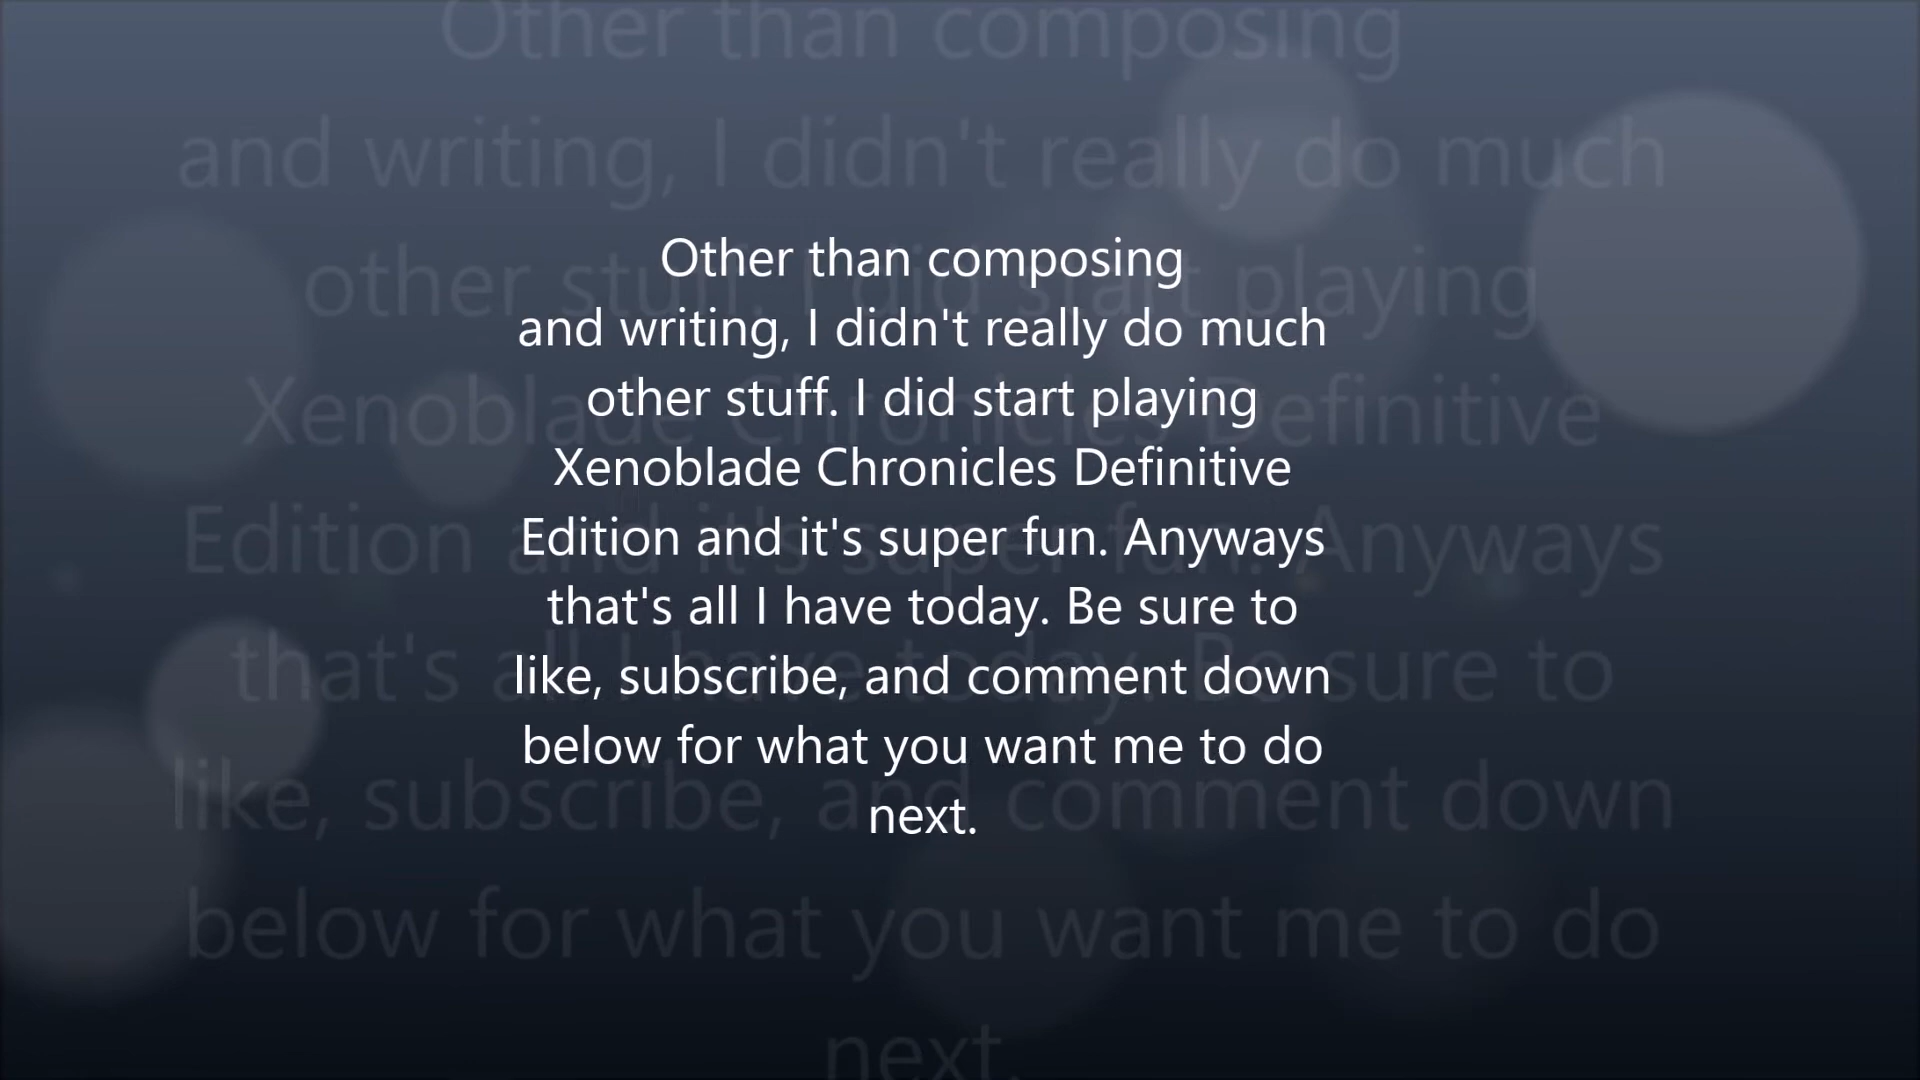 Other than composing
and writing, I didn't really do much
other stuff. I did start playing
Xenoblade Chronicles Definitive
Edition and it's super fun. Anyways
that's all I have today. Be sure to
like, subscribe, and comment down
below for what you want me to do
next.